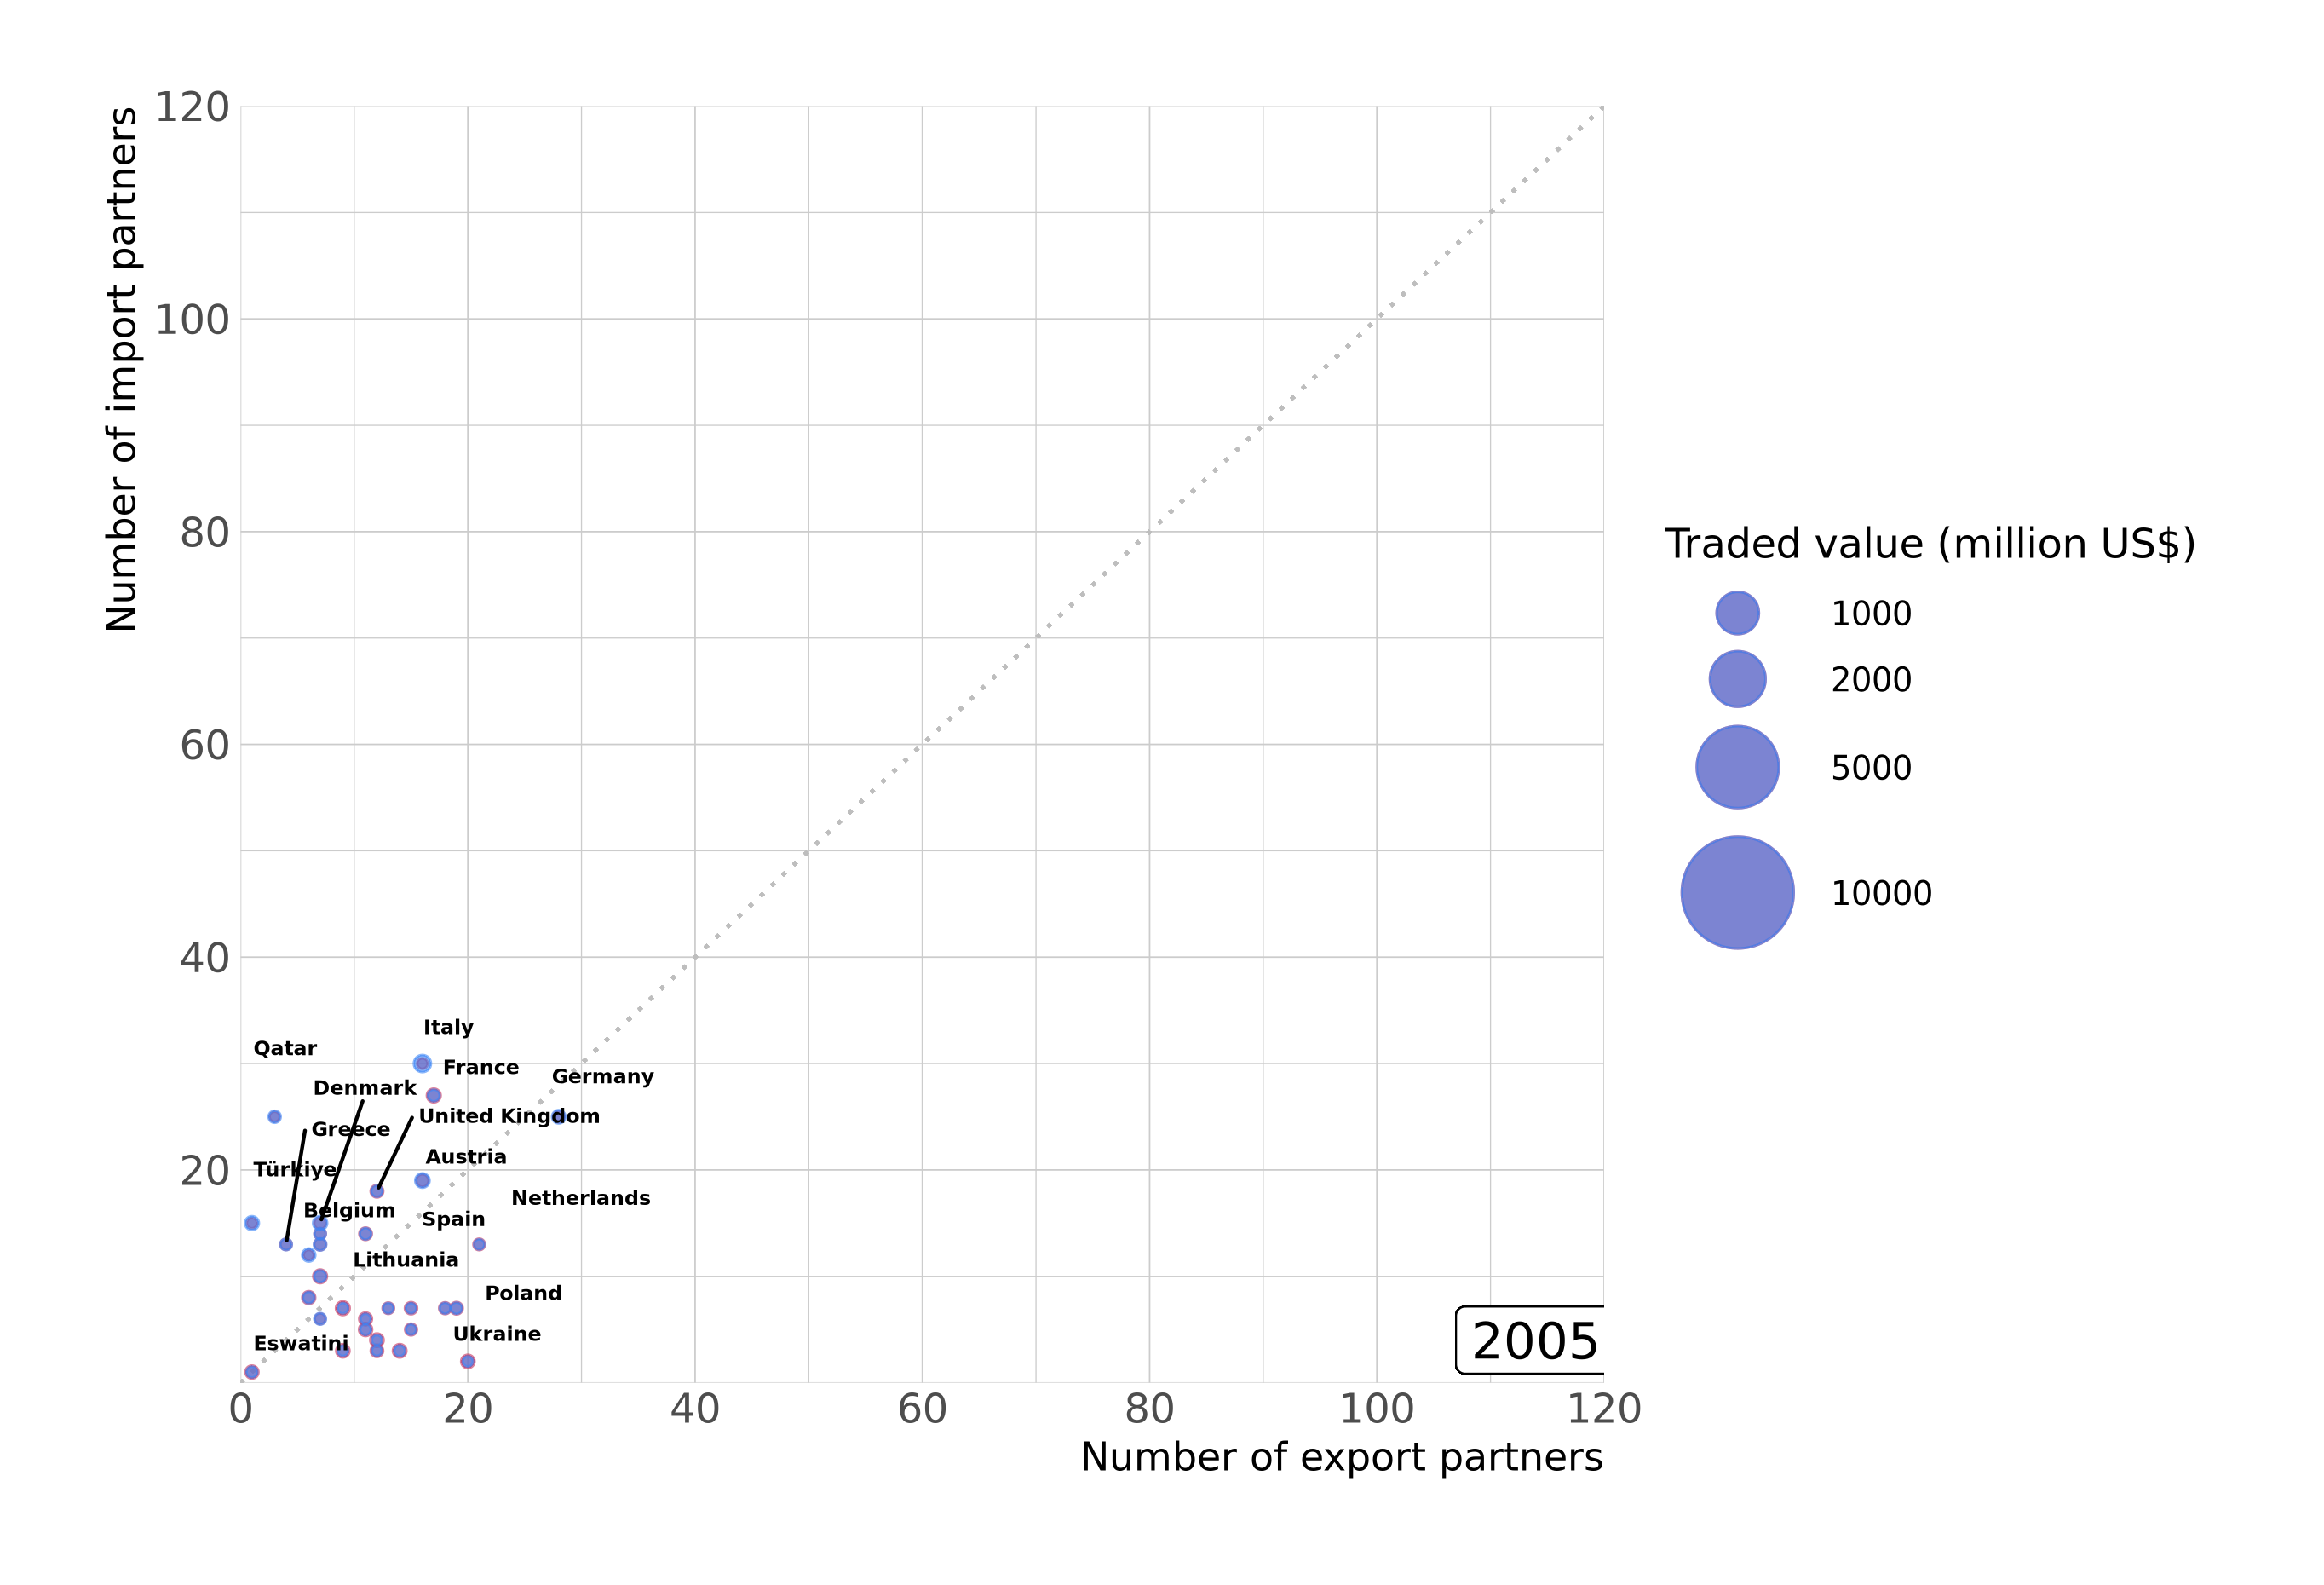 Number of import partners
120
100
80
60
40
20
Italy
Qatar
France
Germany
Denmark
United Kingdom
Greece
Austria
Türkiye
Netherlands
Belgium
Spain
Lithuania
Poland
Ukraine
Eswatini
2005
0 20 40 60 80 100 120
Number of export partners
Traded value (million US$)
1000
2000
5000
10000